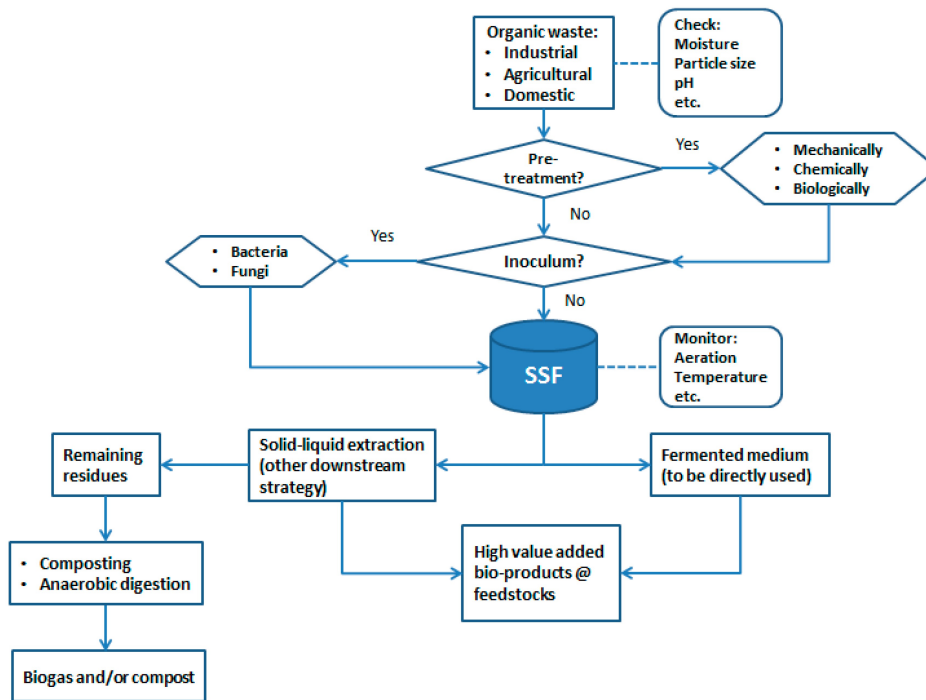 Organic waste:
• Industrial
• Agricultural
• Domestic
Check:
Moisture
Particle size
pH
etc.
Pre-
treatment?
Yes
• Mechanically
• Chemically
• Biologically
No
Inoculum?
Yes
• Bacteria
• Fungi
No
SSF
Monitor:
Aeration
Temperature
etc.
Solid-liquid extraction
(other downstream
strategy)
Remaining
residues
Fermented medium
(to be directly used)
• Composting
• Anaerobic digestion
High value added
bio-products @
feedstocks
Biogas and/or compost